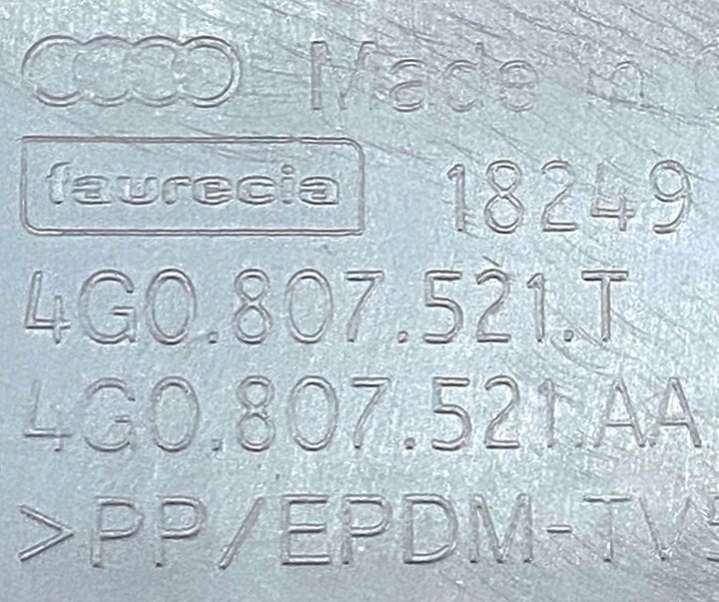 Made in
faurecia 18249
4G0.807.521.T
4G0.807.521.AA
>PP/EPDM-TV